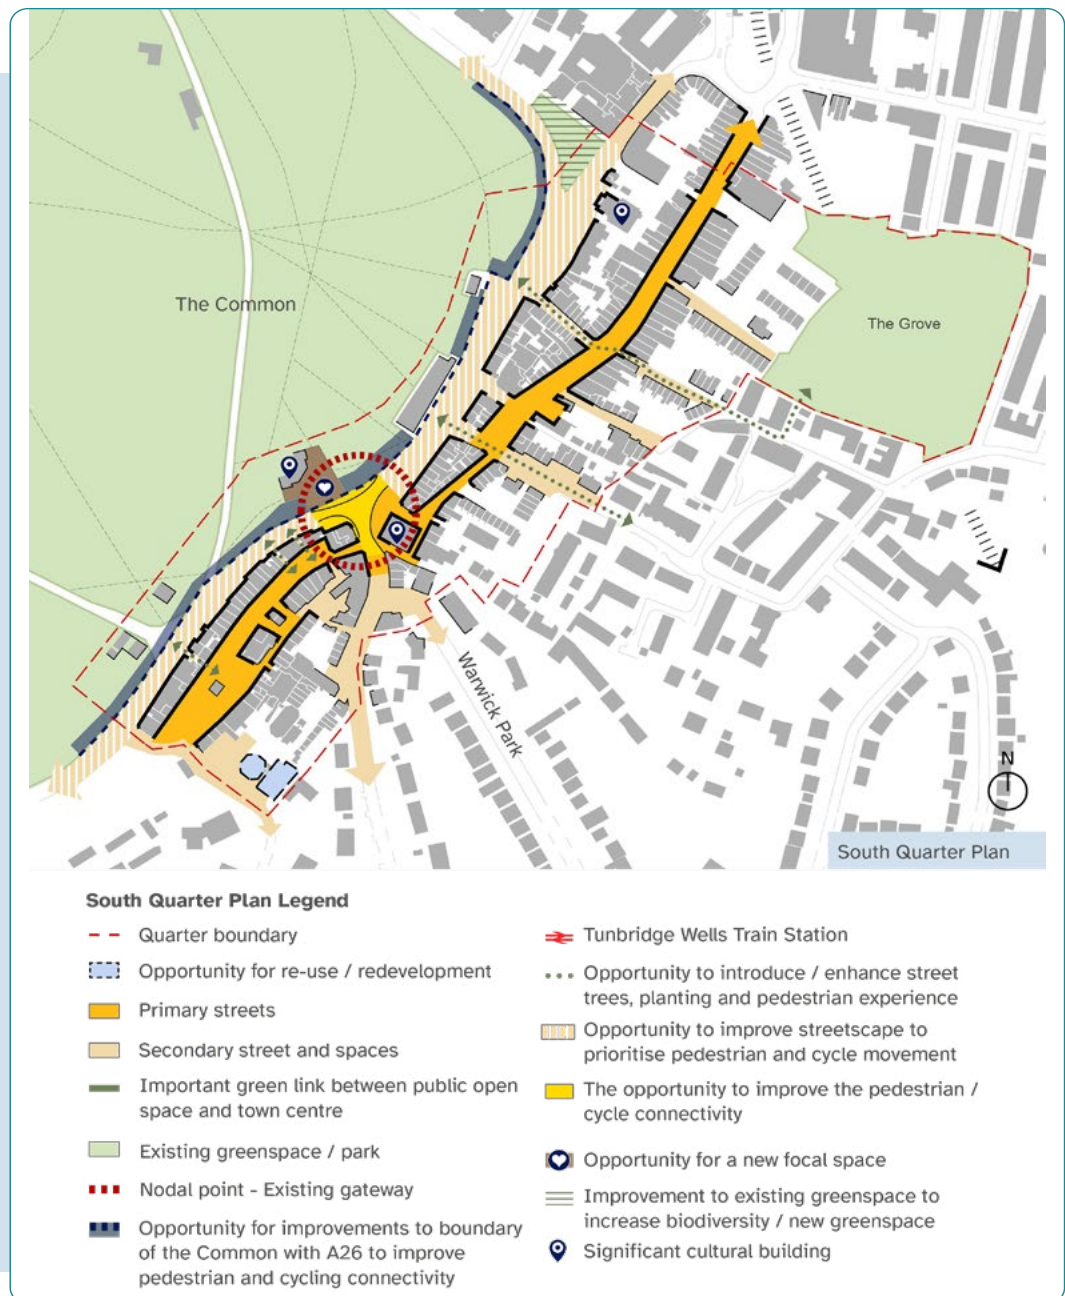 The Common
The Grove
Warwick Park
N
South Quarter Plan
South Quarter Plan Legend
Quarter boundary
Opportunity for re-use / redevelopment
Primary streets
Secondary street and spaces
Important green link between public open
space and town centre
Existing greenspace / park
Nodal point - Existing gateway
Opportunity for improvements to boundary
of the Common with A26 to improve
pedestrian and cycling connectivity
Tunbridge Wells Train Station
Opportunity to introduce / enhance street
trees, planting and pedestrian experience
Opportunity to improve streetscape to
prioritise pedestrian and cycle movement
The opportunity to improve the pedestrian /
cycle connectivity
Opportunity for a new focal space
Improvement to existing greenspace to
increase biodiversity / new greenspace
Significant cultural building